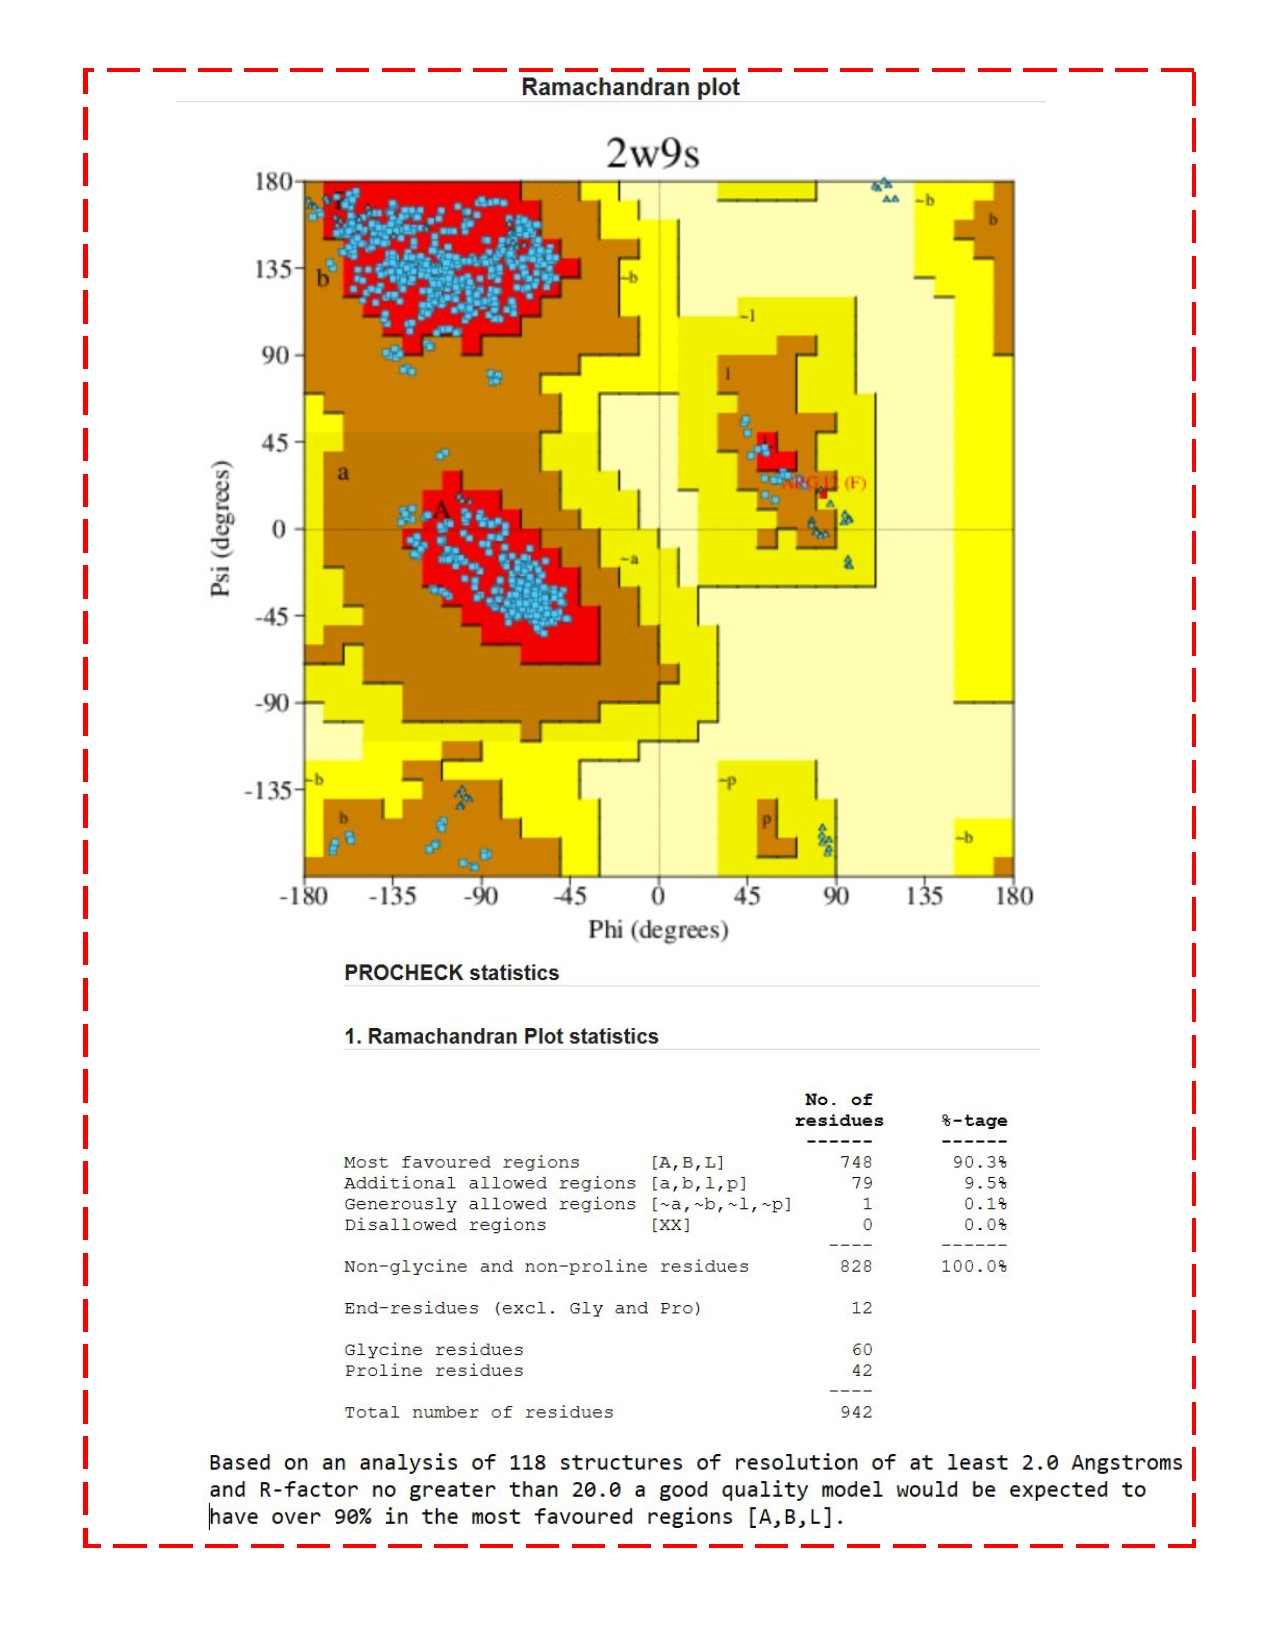 Ramachandran plot
2w9s
180
135
90
45
0
-45
-90
-135
Psi (degrees)
b
~b
~b
b
~l
l
a
A
L
ARG 12 (F)
~a
~b
b
~p
p
~b
-180 -135 -90 -45 0 45 90 135 180
Phi (degrees)
PROCHECK statistics
1. Ramachandran Plot statistics
No. of
residues %-tage
------ ------
Most favoured regions [A,B,L] 748 90.3%
Additional allowed regions [a,b,l,p] 79 9.5%
Generously allowed regions [~a,~b,~l,~p] 1 0.1%
Disallowed regions [XX] 0 0.0%
---- ------
Non-glycine and non-proline residues 828 100.0%
End-residues (excl. Gly and Pro) 12
Glycine residues 60
Proline residues 42
----
Total number of residues 942
Based on an analysis of 118 structures of resolution of at least 2.0 Angstroms
and R-factor no greater than 20.0 a good quality model would be expected to
have over 90% in the most favoured regions [A,B,L].